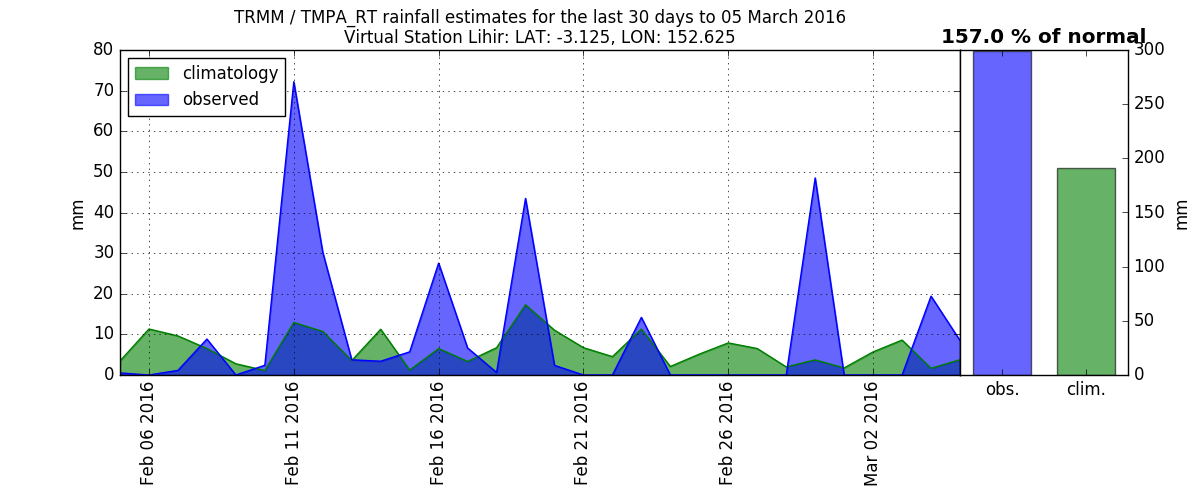 TRMM / TMPA_RT rainfall estimates for the last 30 days to 05 March 2016
Virtual Station Lihir: LAT: -3.125, LON: 152.625
157.0 % of normal
climatology
observed
80
70
60
50
40
30
20
10
0
mm
Feb 06 2016
Feb 11 2016
Feb 16 2016
Feb 21 2016
Feb 26 2016
Mar 02 2016
obs.
clim.
300
250
200
150
100
50
0
mm